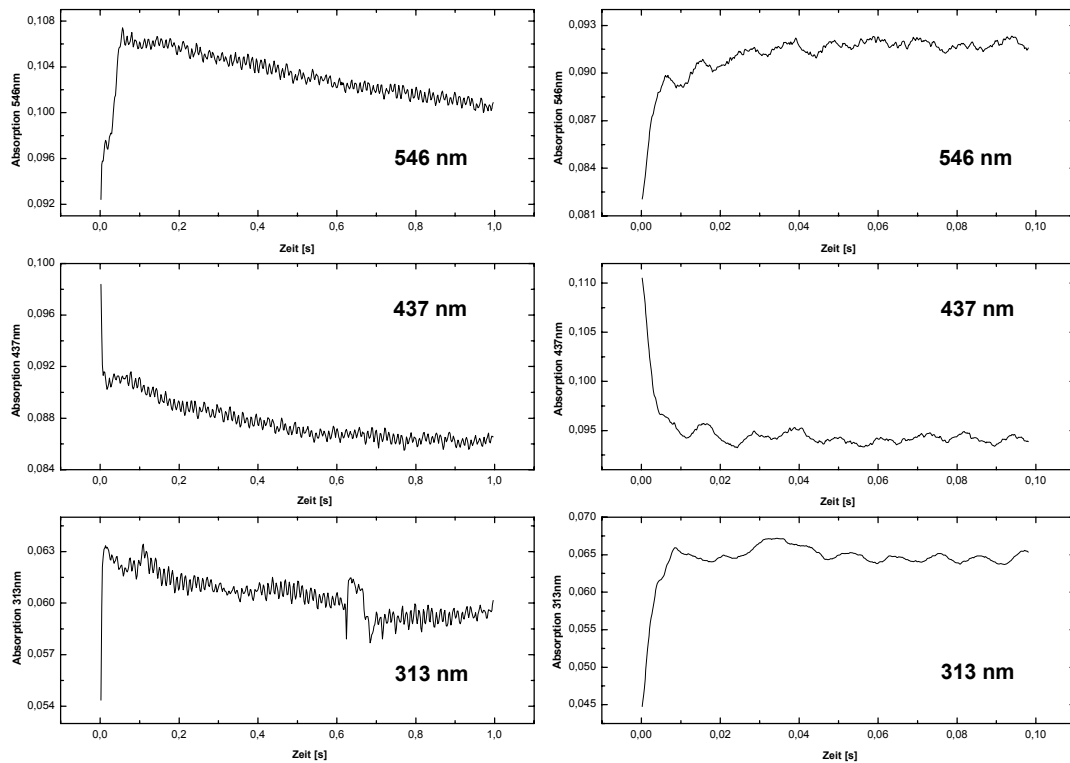 0,108
0,104
0,100
0,096
0,092
Absorption 546nm
546 nm
0,0 0,2 0,4 0,6 0,8 1,0
Zeit [s]
0,093
0,090
0,087
0,084
0,081
Absorption 546nm
546 nm
0,00 0,02 0,04 0,06 0,08 0,10
Zeit [s]
0,100
0,096
0,092
0,088
0,084
Absorption 437nm
437 nm
0,0 0,2 0,4 0,6 0,8 1,0
Zeit [s]
0,110
0,105
0,100
0,095
Absorption 437nm
437 nm
0,00 0,02 0,04 0,06 0,08 0,10
Zeit [s]
0,063
0,060
0,057
0,054
Absorption 313nm
313 nm
0,0 0,2 0,4 0,6 0,8 1,0
Zeit [s]
0,070
0,065
0,060
0,055
0,050
0,045
Absorption 313nm
313 nm
0,00 0,02 0,04 0,06 0,08 0,10
Zeit [s]